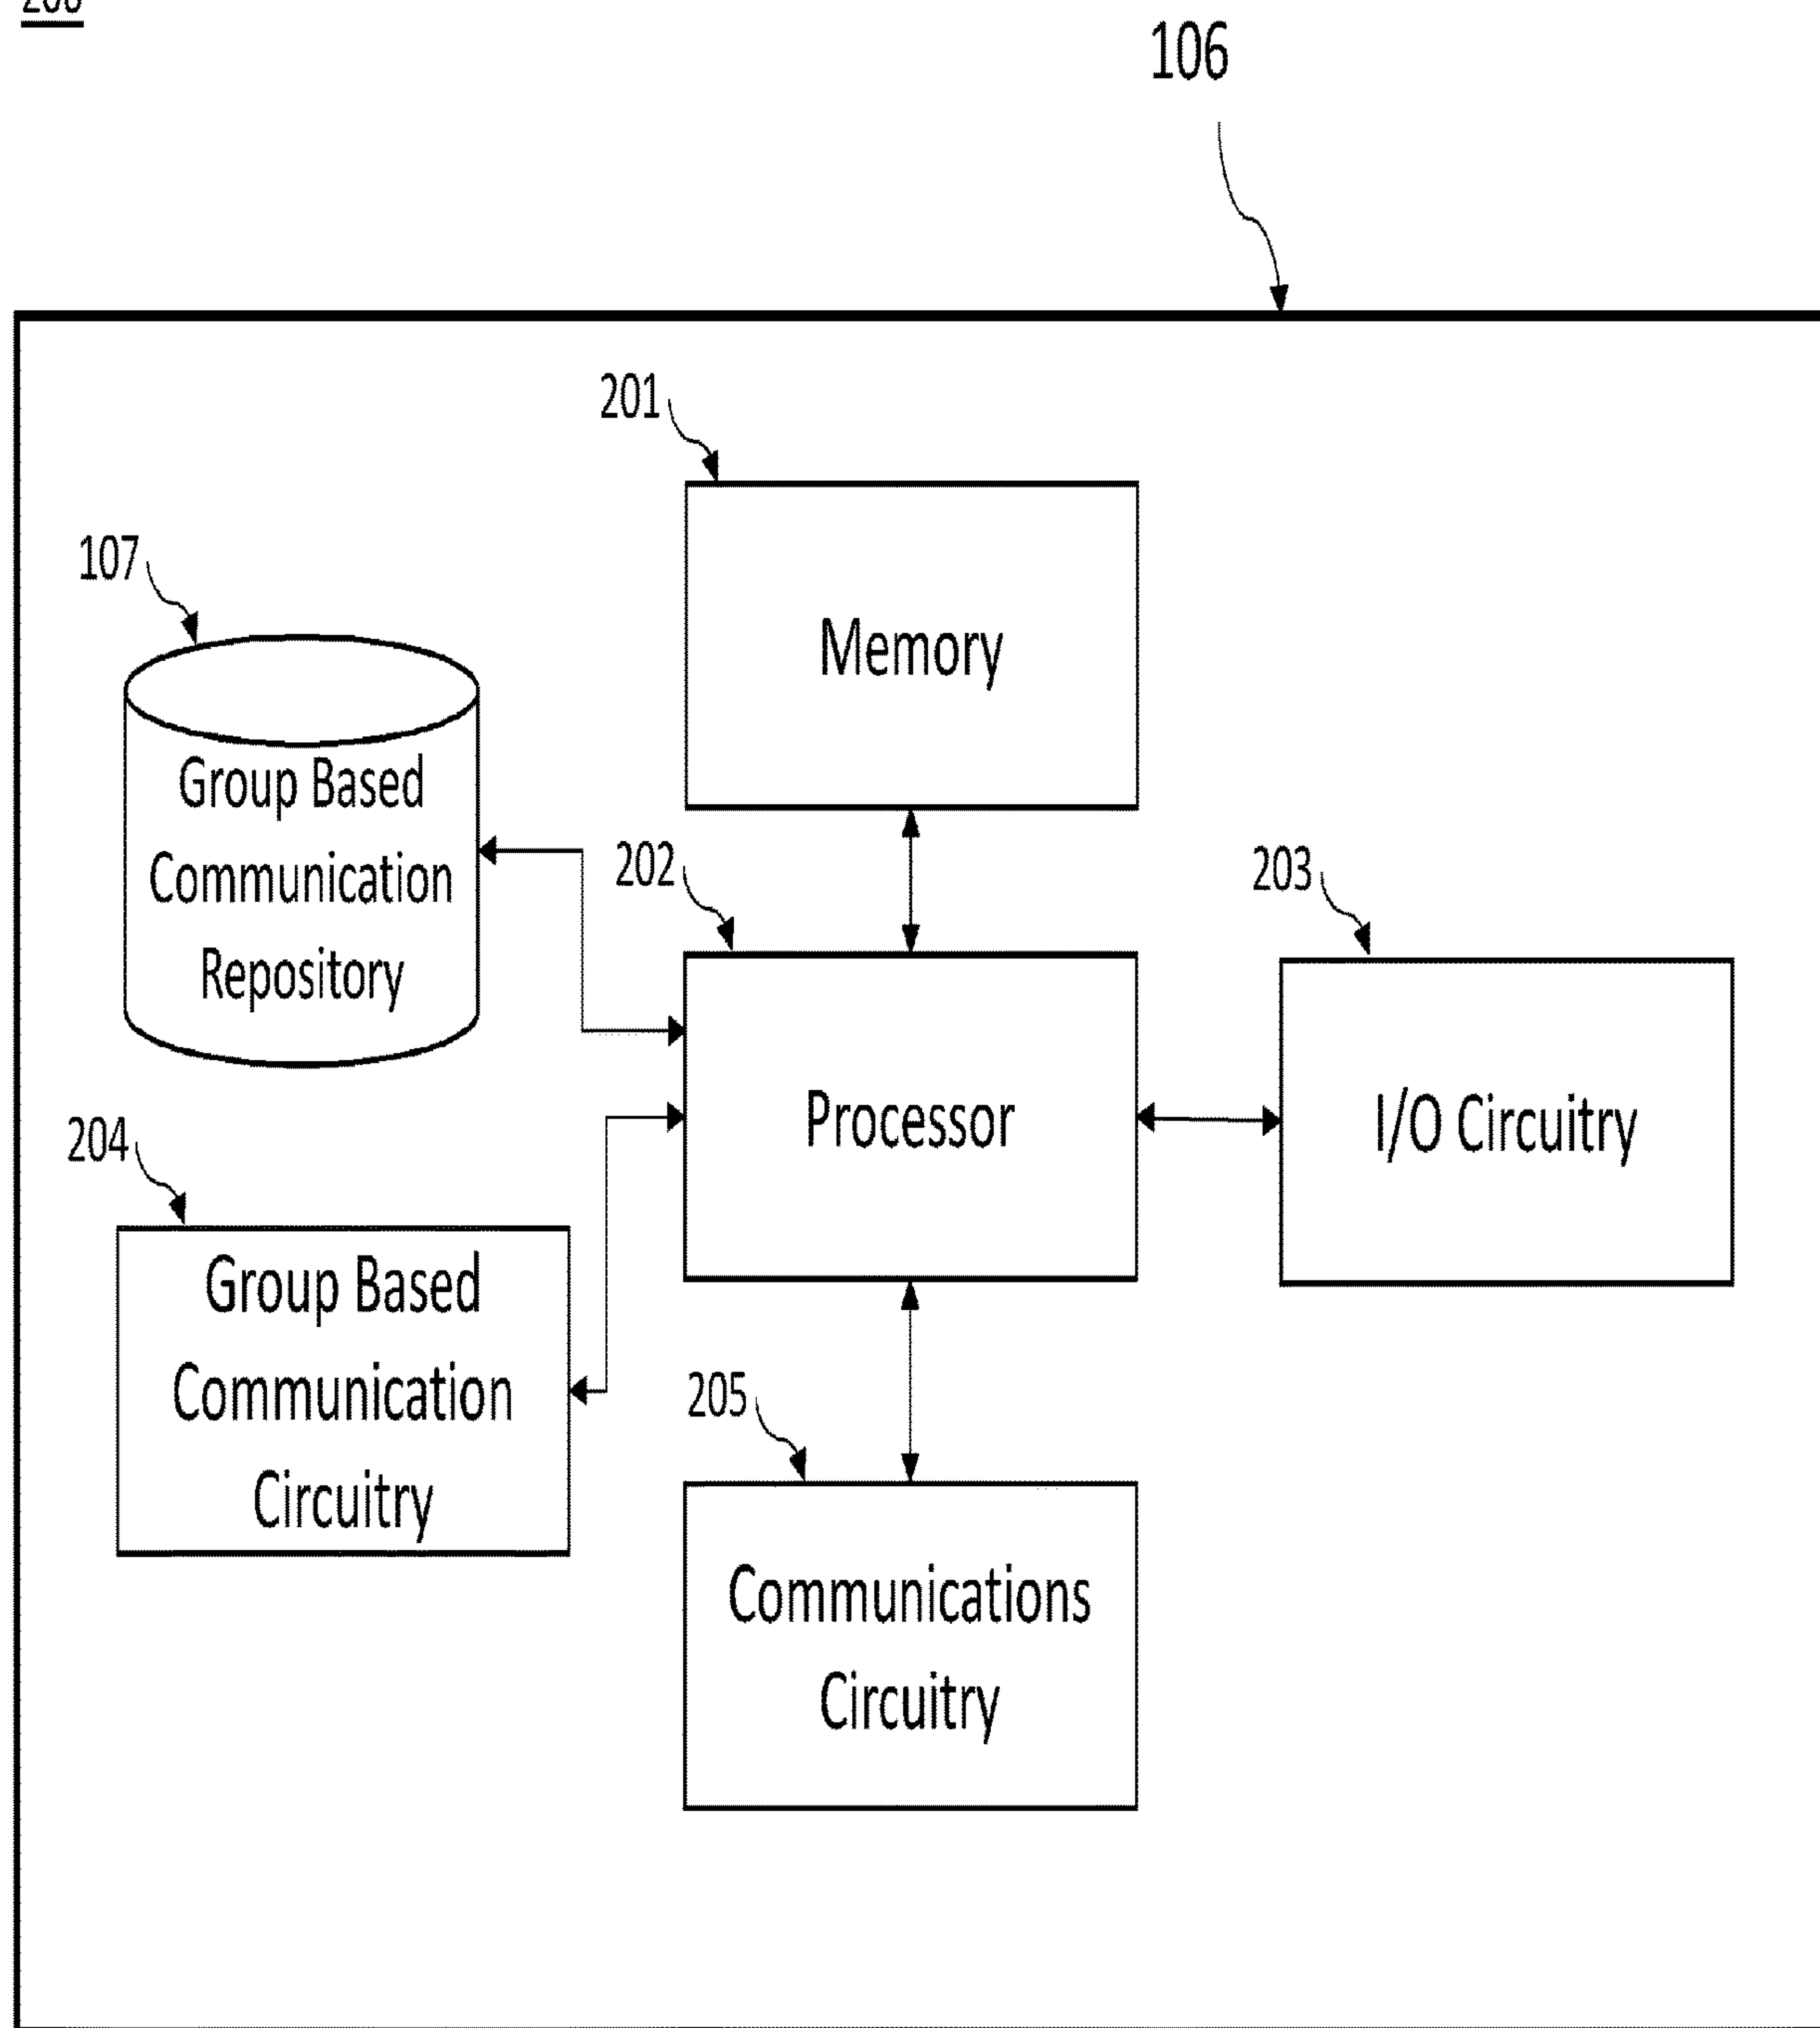 106
201
107
Memory
Group Based
Communication
Repository
202
203
Processor
I/O Circuitry
204
Group Based
Communication
Circuitry
205
Communications
Circuitry